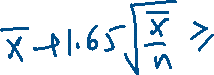 x̄ + 1.65 √(x̄/n) ≥